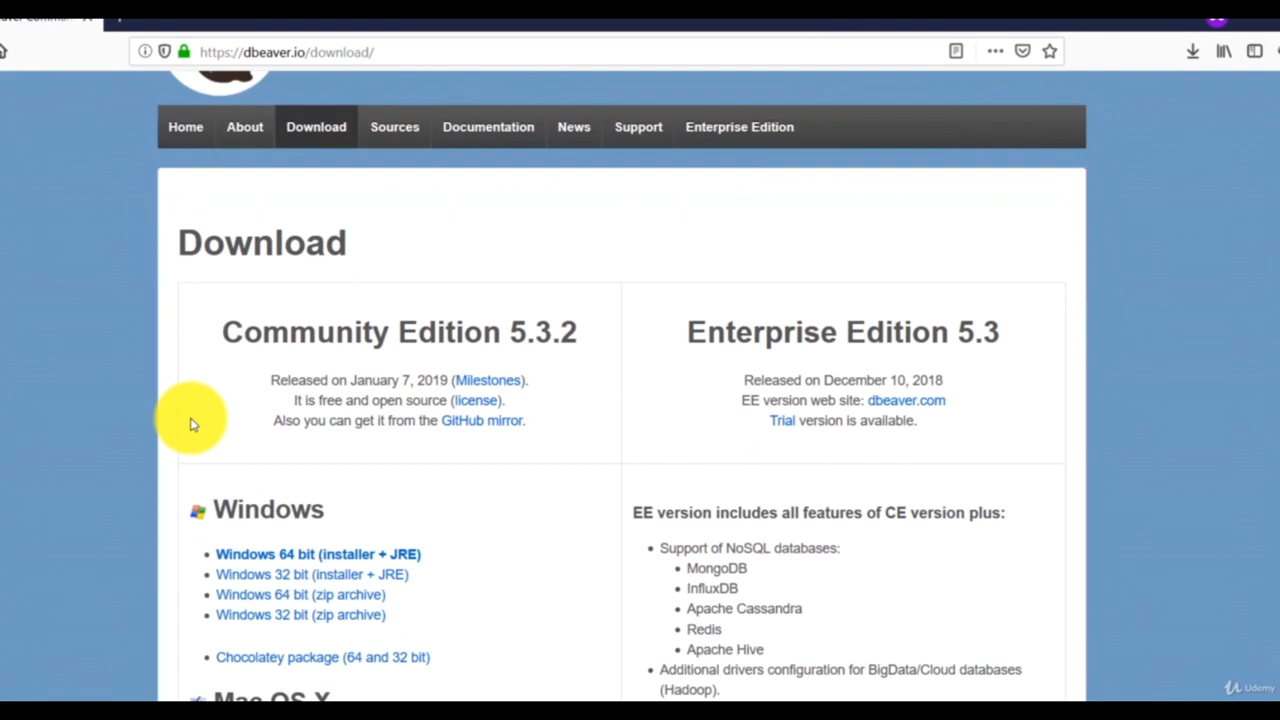 https://dbeaver.io/download/
Home About Download Sources Documentation News Support Enterprise Edition
Download
Community Edition 5.3.2
Released on January 7, 2019 (Milestones).
It is free and open source (license).
Also you can get it from the GitHub mirror.
Enterprise Edition 5.3
Released on December 10, 2018
EE version web site: dbeaver.com
Trial version is available.
Windows
Windows 64 bit (installer + JRE)
Windows 32 bit (installer + JRE)
Windows 64 bit (zip archive)
Windows 32 bit (zip archive)
Chocolatey package (64 and 32 bit)
Mac OS X
EE version includes all features of CE version plus:
Support of NoSQL databases:
MongoDB
InfluxDB
Apache Cassandra
Redis
Apache Hive
Additional drivers configuration for BigData/Cloud databases
(Hadoop).
Udemy